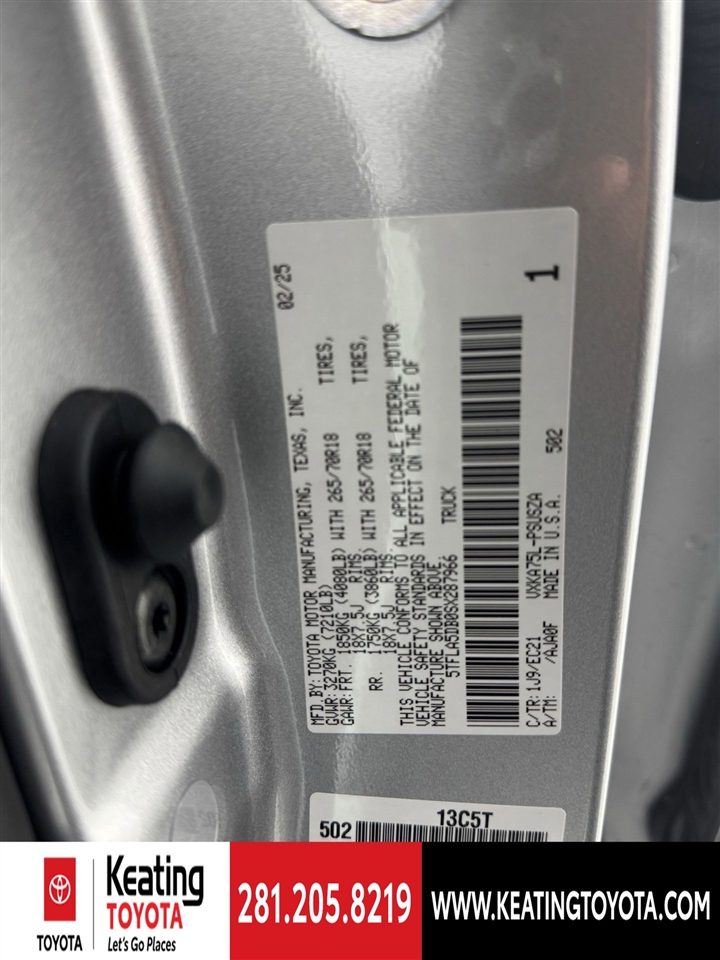 MFD.BY:TOYOTA MOTOR MANUFACTURING, TEXAS, INC. 02/25
GVWR:3270KG (7210LB)
GAWR:FRT. 1850KG (4080LB) WITH 265/70R18 TIRES,
18X7.5J RIMS.
RR. 1750KG (3860LB) WITH 265/70R18 TIRES,
18X7.5J RIMS.
THIS VEHICLE CONFORMS TO ALL APPLICABLE FEDERAL MOTOR
VEHICLE SAFETY STANDARDS IN EFFECT ON THE DATE OF
MANUFACTURE SHOWN ABOVE.
5TFLA5DB0SX287966 TRUCK
C/TR:1J9/EC21 VXKA75L-PSUSZA
A/TM: /AJA0F MADE IN U.S.A. 502
1
13C5T
502
TOYOTA
Keating
TOYOTA
Let's Go Places
281.205.8219
WWW.KEATINGTOYOTA.COM